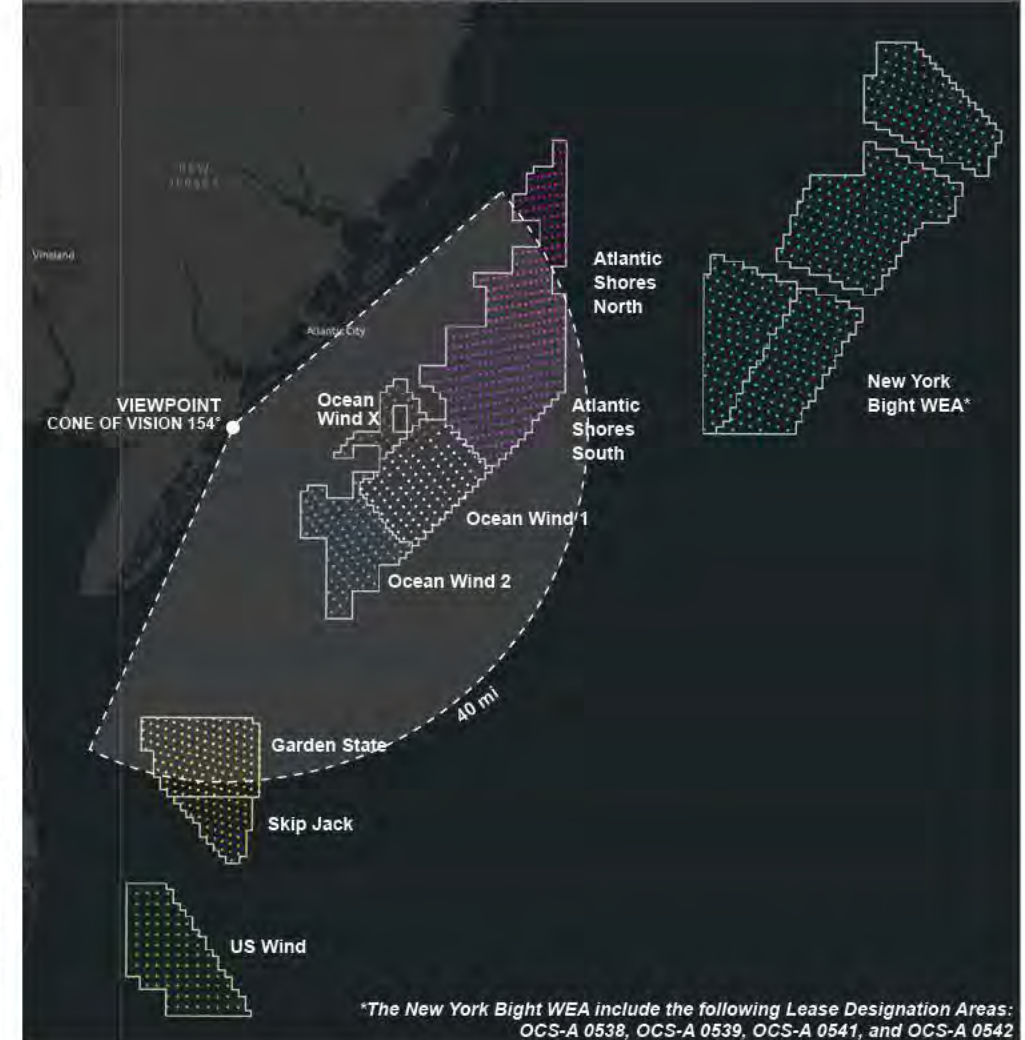 NEW
JERSEY
Vineland
Atlantic City
VIEWPOINT
CONE OF VISION 154°
Ocean
Wind X
Atlantic
Shores
North
Atlantic
Shores
South
New York
Bight WEA*
Ocean Wind 1
Ocean Wind 2
40 mi
Garden State
Skip Jack
US Wind
*The New York Bight WEA include the following Lease Designation Areas:
OCS-A 0538, OCS-A 0539, OCS-A 0541, and OCS-A 0542